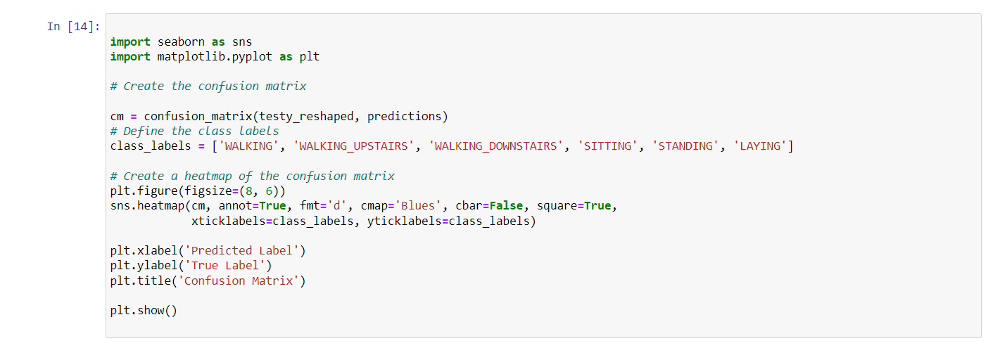 In [14]:
import seaborn as sns
import matplotlib.pyplot as plt
# Create the confusion matrix
cm = confusion_matrix(testy_reshaped, predictions)
# Define the class labels
class_labels = ['WALKING', 'WALKING_UPSTAIRS', 'WALKING_DOWNSTAIRS', 'SITTING', 'STANDING', 'LAYING']
# Create a heatmap of the confusion matrix
plt.figure(figsize=(8, 6))
sns.heatmap(cm, annot=True, fmt='d', cmap='Blues', cbar=False, square=True,
            xticklabels=class_labels, yticklabels=class_labels)
plt.xlabel('Predicted Label')
plt.ylabel('True Label')
plt.title('Confusion Matrix')
plt.show()